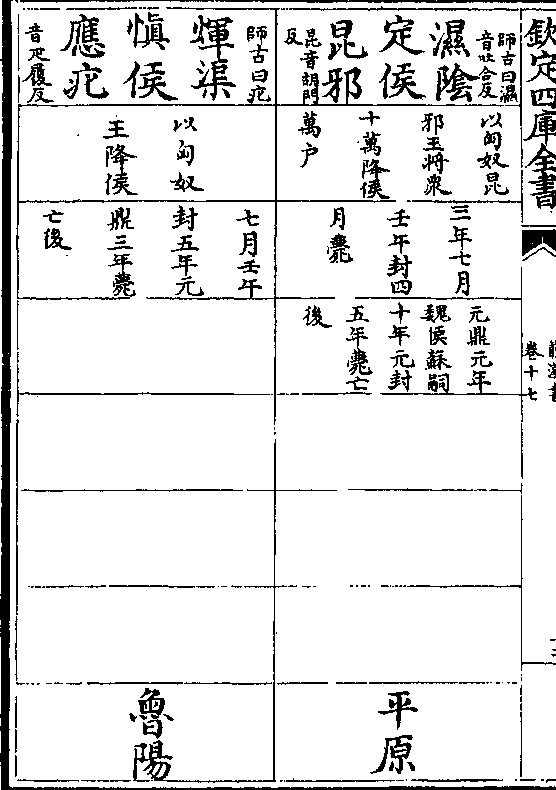 欽定四庫全書
卷十七
師古曰濕
音吐合反
濕陰
定侯
昆邪
昆音胡門
反
以匈奴昆
邪王將衆
十萬降侯
萬户
三年七月
壬午封四
月薨
元鼎元年
魏侯蘇嗣
十年元封
五年薨亡
後
平原
師古曰疕
音疋履反
煇渠
慎侯
應疕
以匈奴
王降侯
七月壬午
封五年元
鼎三年薨
亡後
魯陽